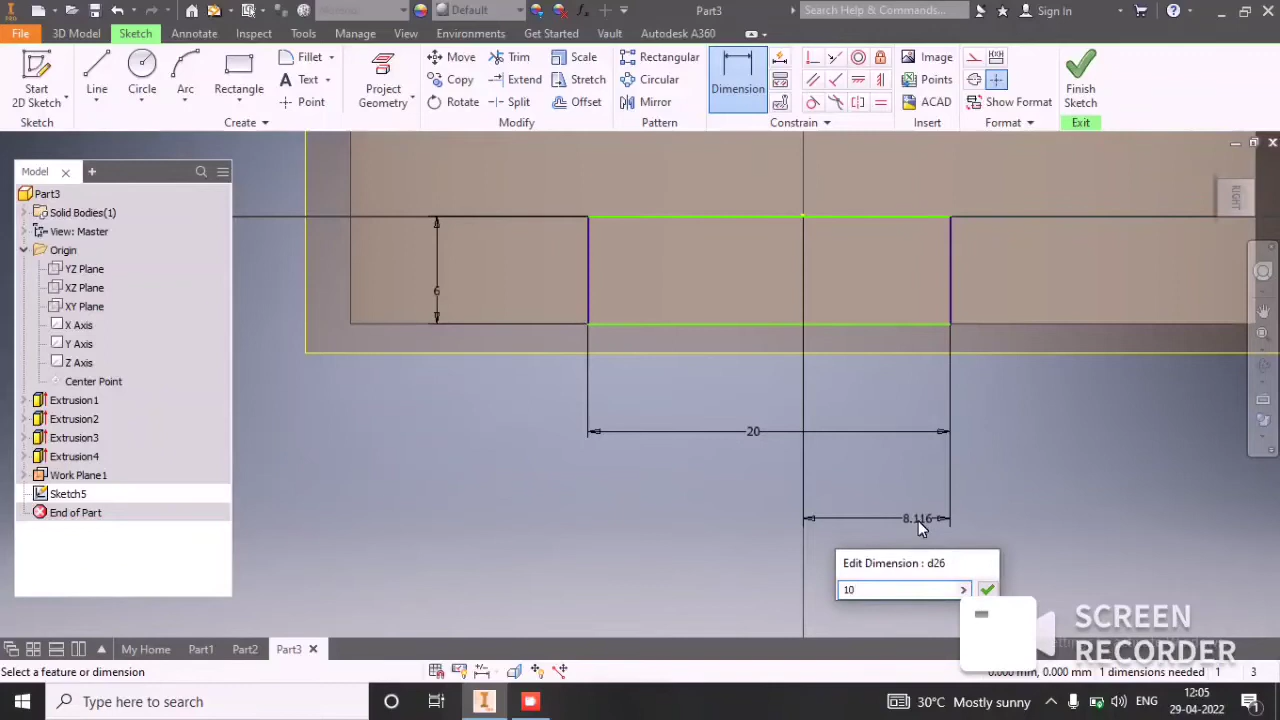 PRO
Default
Part3
Search Help & Commands...
Sign In
File
3D Model
Sketch
Annotate
Inspect
Tools
Manage
View
Environments
Get Started
Vault
Autodesk A360
Start
2D Sketch
Line
Circle
Arc
Rectangle
Fillet
Text
Point
Project
Geometry
Move
Copy
Rotate
Trim
Extend
Split
Scale
Stretch
Offset
Rectangular
Circular
Mirror
Dimension
Image
Points
ACAD
Show Format
Finish
Sketch
Sketch
Create
Modify
Pattern
Constrain
Insert
Format
Exit
Model
Part3
Solid Bodies(1)
View: Master
Origin
YZ Plane
XZ Plane
XY Plane
X Axis
Y Axis
Z Axis
Center Point
Extrusion1
Extrusion2
Extrusion3
Extrusion4
Work Plane1
Sketch5
End of Part
RIGHT
6
20
8.116
Edit Dimension : d26
10
SCREEN
RECORDER
My Home
Part1
Part2
Part3
Select a feature or dimension
0.000 mm, 0.000 mm
1 dimensions needed
1
3
Type here to search
30°C Mostly sunny
ENG
12:05
29-04-2022
1